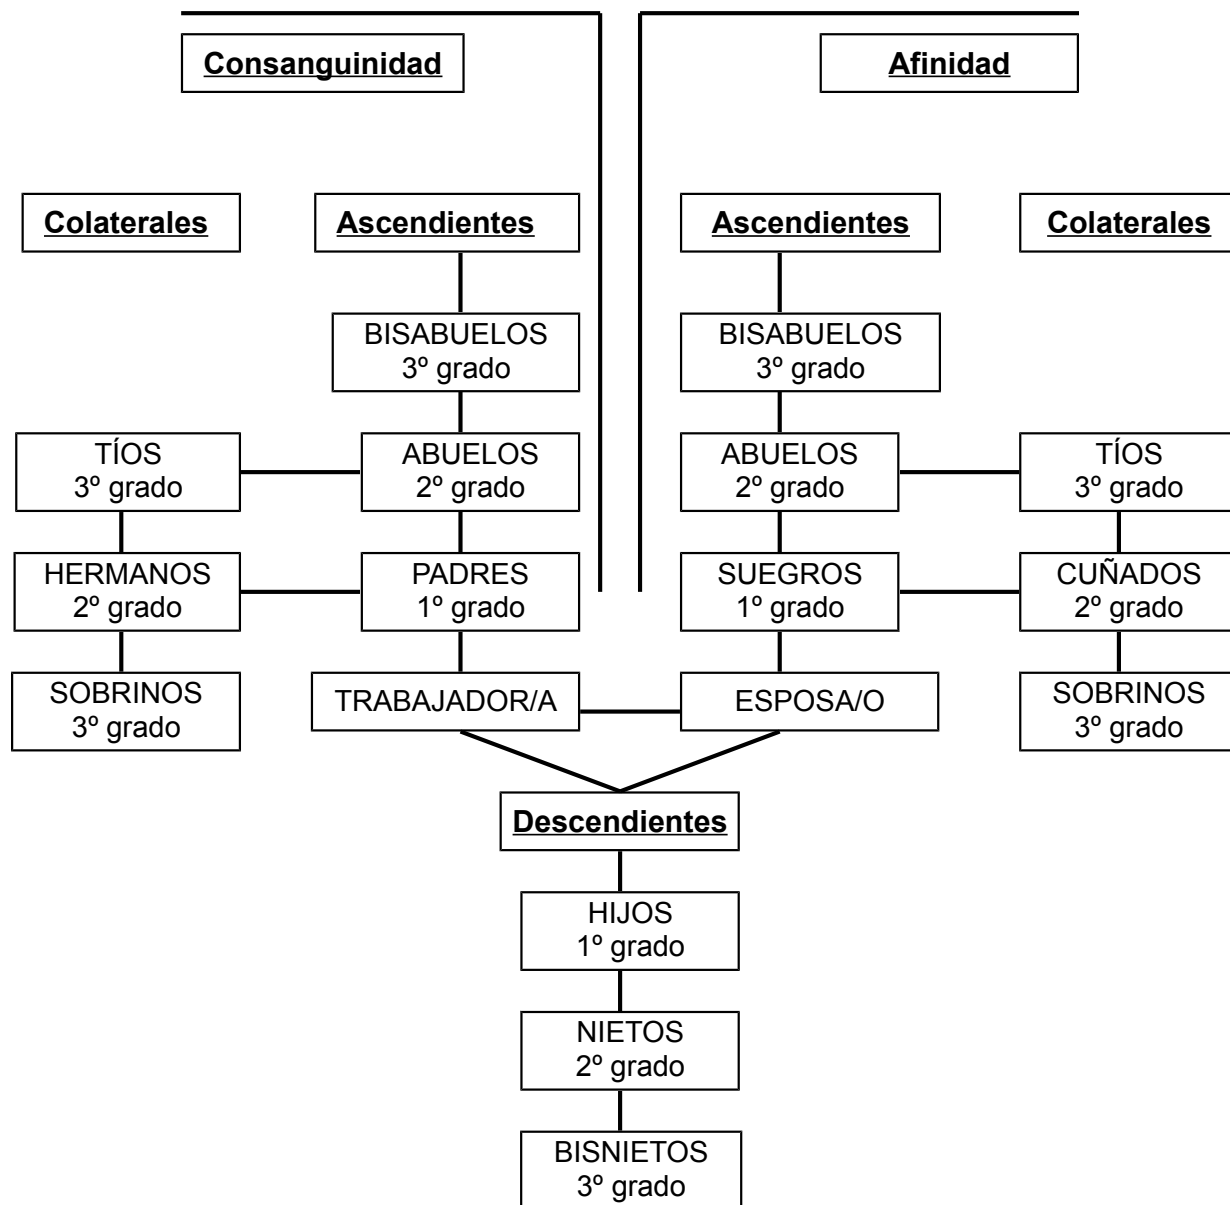 Consanguinidad
Afinidad
Colaterales
Ascendientes
Ascendientes
Colaterales
BISABUELOS
3º grado
BISABUELOS
3º grado
TÍOS
3º grado
ABUELOS
2º grado
ABUELOS
2º grado
TÍOS
3º grado
HERMANOS
2º grado
PADRES
1º grado
SUEGROS
1º grado
CUÑADOS
2º grado
SOBRINOS
3º grado
TRABAJADOR/A
ESPOSA/O
SOBRINOS
3º grado
Descendientes
HIJOS
1º grado
NIETOS
2º grado
BISNIETOS
3º grado